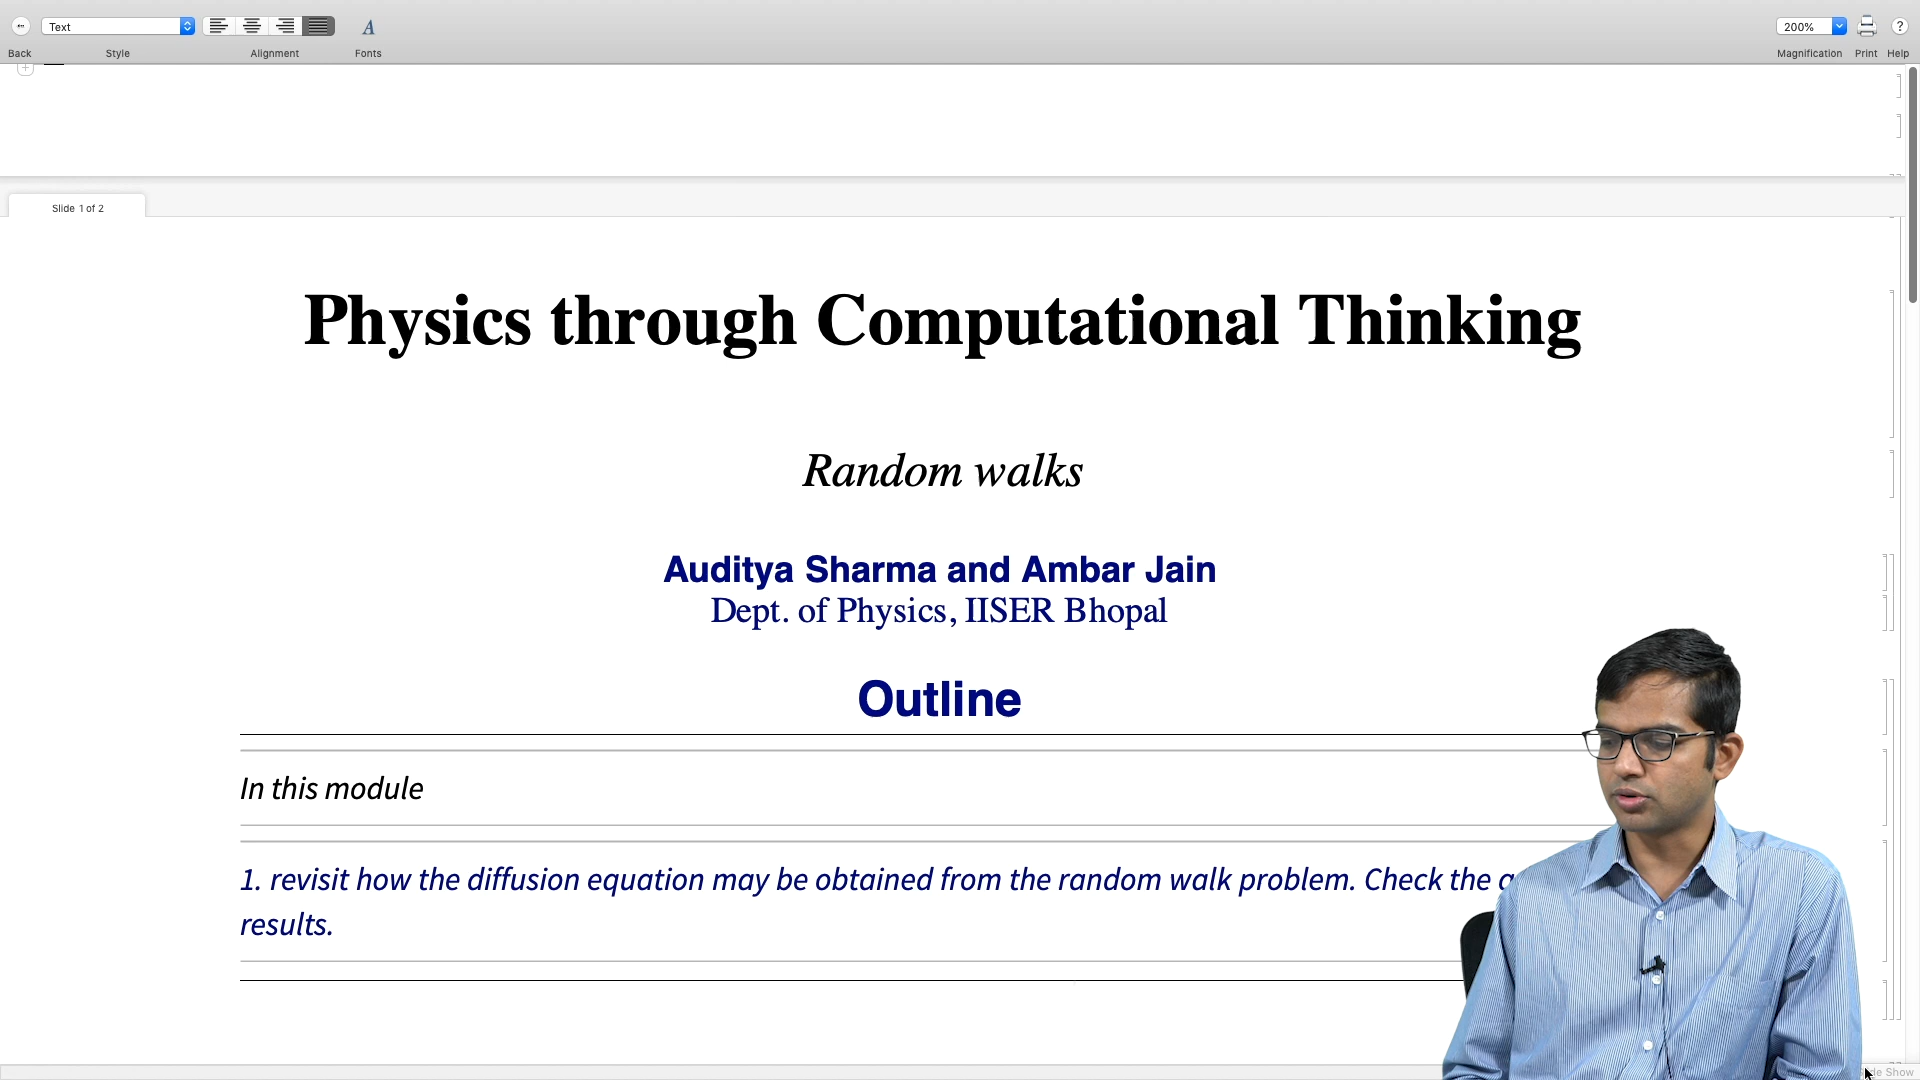 Text
200%
Back
Style
Alignment
Fonts
Magnification
Print
Help
Slide 1 of 2
Physics through Computational Thinking
Random walks
Auditya Sharma and Ambar Jain
Dept. of Physics, IISER Bhopal
Outline
In this module
1. revisit how the diffusion equation may be obtained from the random walk problem. Check the
results.
Show